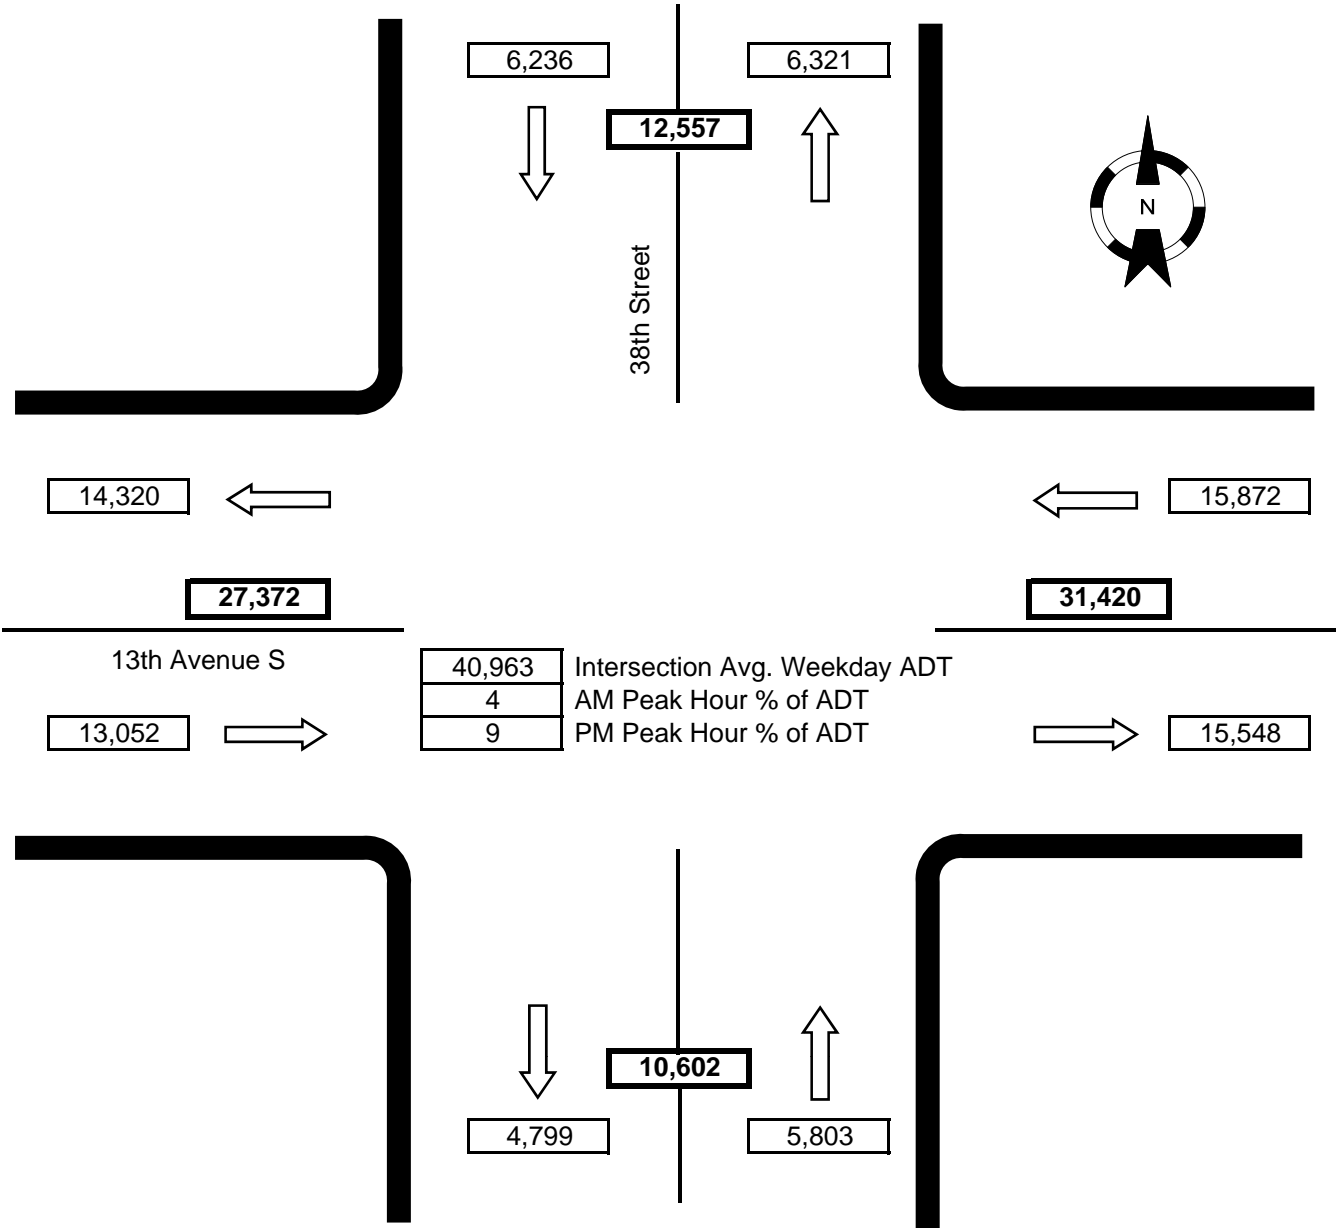 6,236
6,321
12,557
N
38th Street
14,320
15,872
27,372
31,420
13th Avenue S
40,963 Intersection Avg. Weekday ADT
4 AM Peak Hour % of ADT
9 PM Peak Hour % of ADT
13,052
15,548
10,602
4,799
5,803